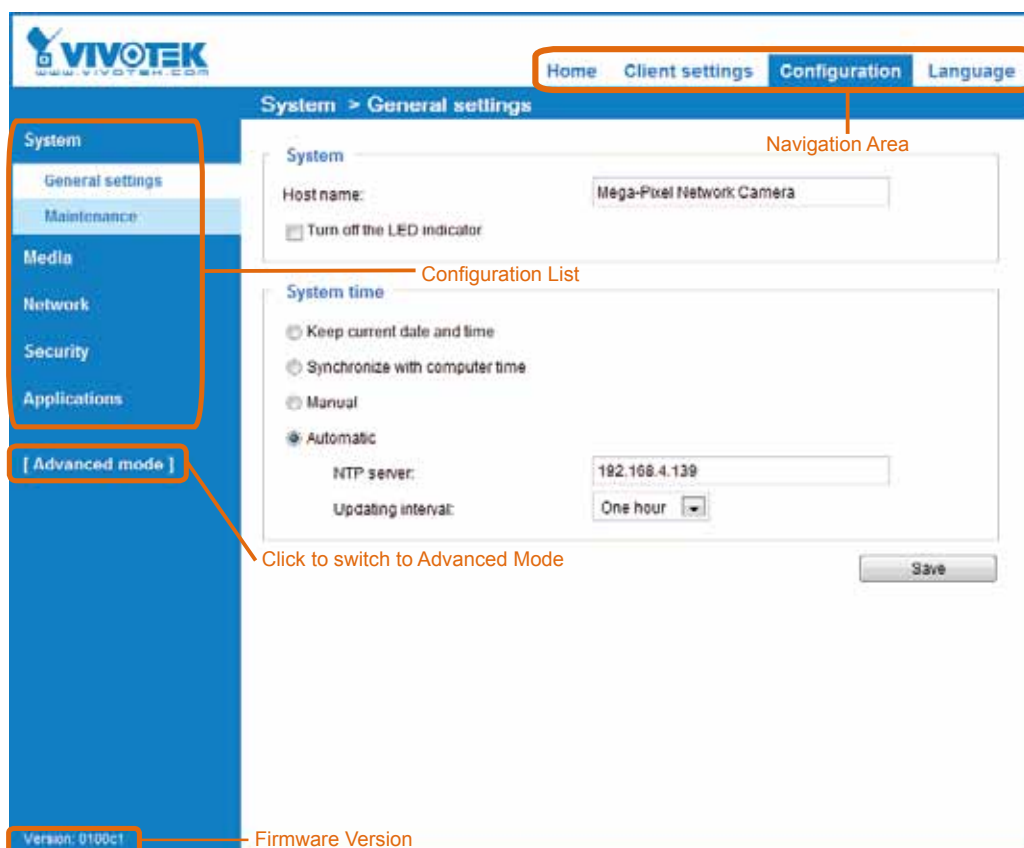 VIVOTEK
www.vivotek.com
Home Client settings Configuration Language
System > General settings
Navigation Area
System
General settings
Maintenance
Media
Network
Security
Applications
[ Advanced mode ]
Configuration List
System
Host name: Mega-Pixel Network Camera
Turn off the LED indicator
System time
Keep current date and time
Synchronize with computer time
Manual
Automatic
NTP server: 192.168.4.139
Updating interval: One hour
Click to switch to Advanced Mode
Save
Version: 0100c1
Firmware Version